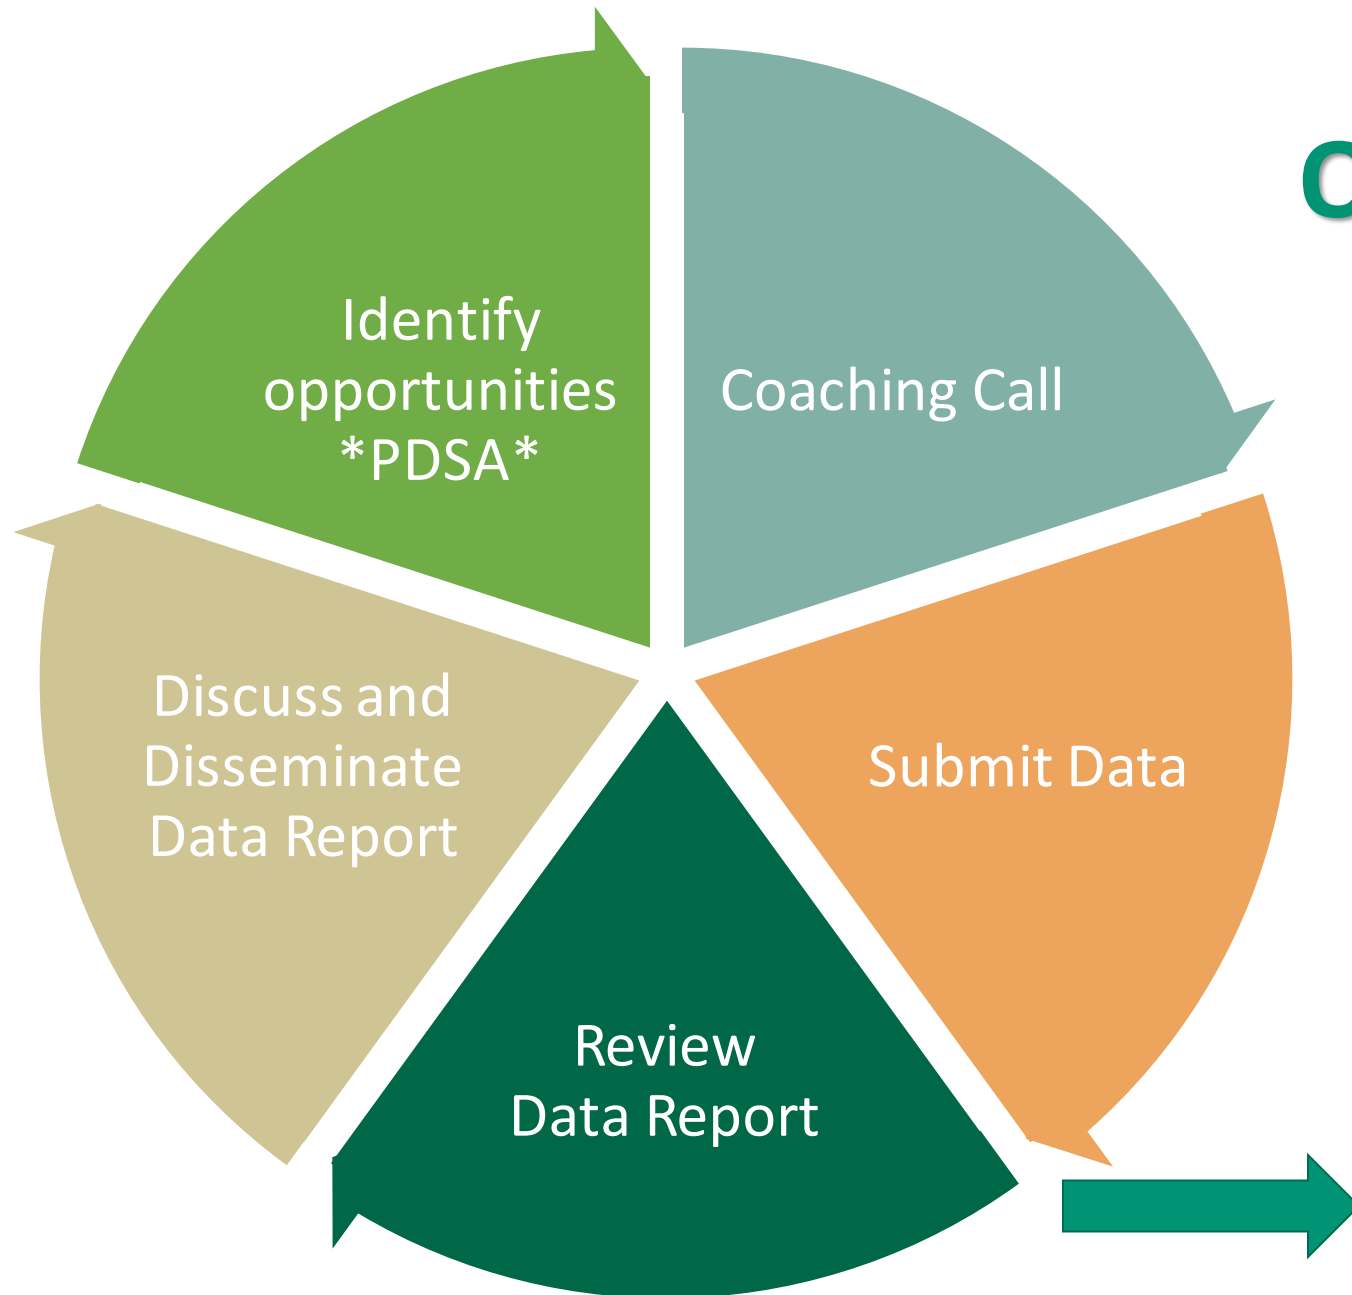 Identify
opportunities
*PDSA*
Coaching Call
Submit Data
Review
Data Report
Discuss and
Disseminate
Data Report